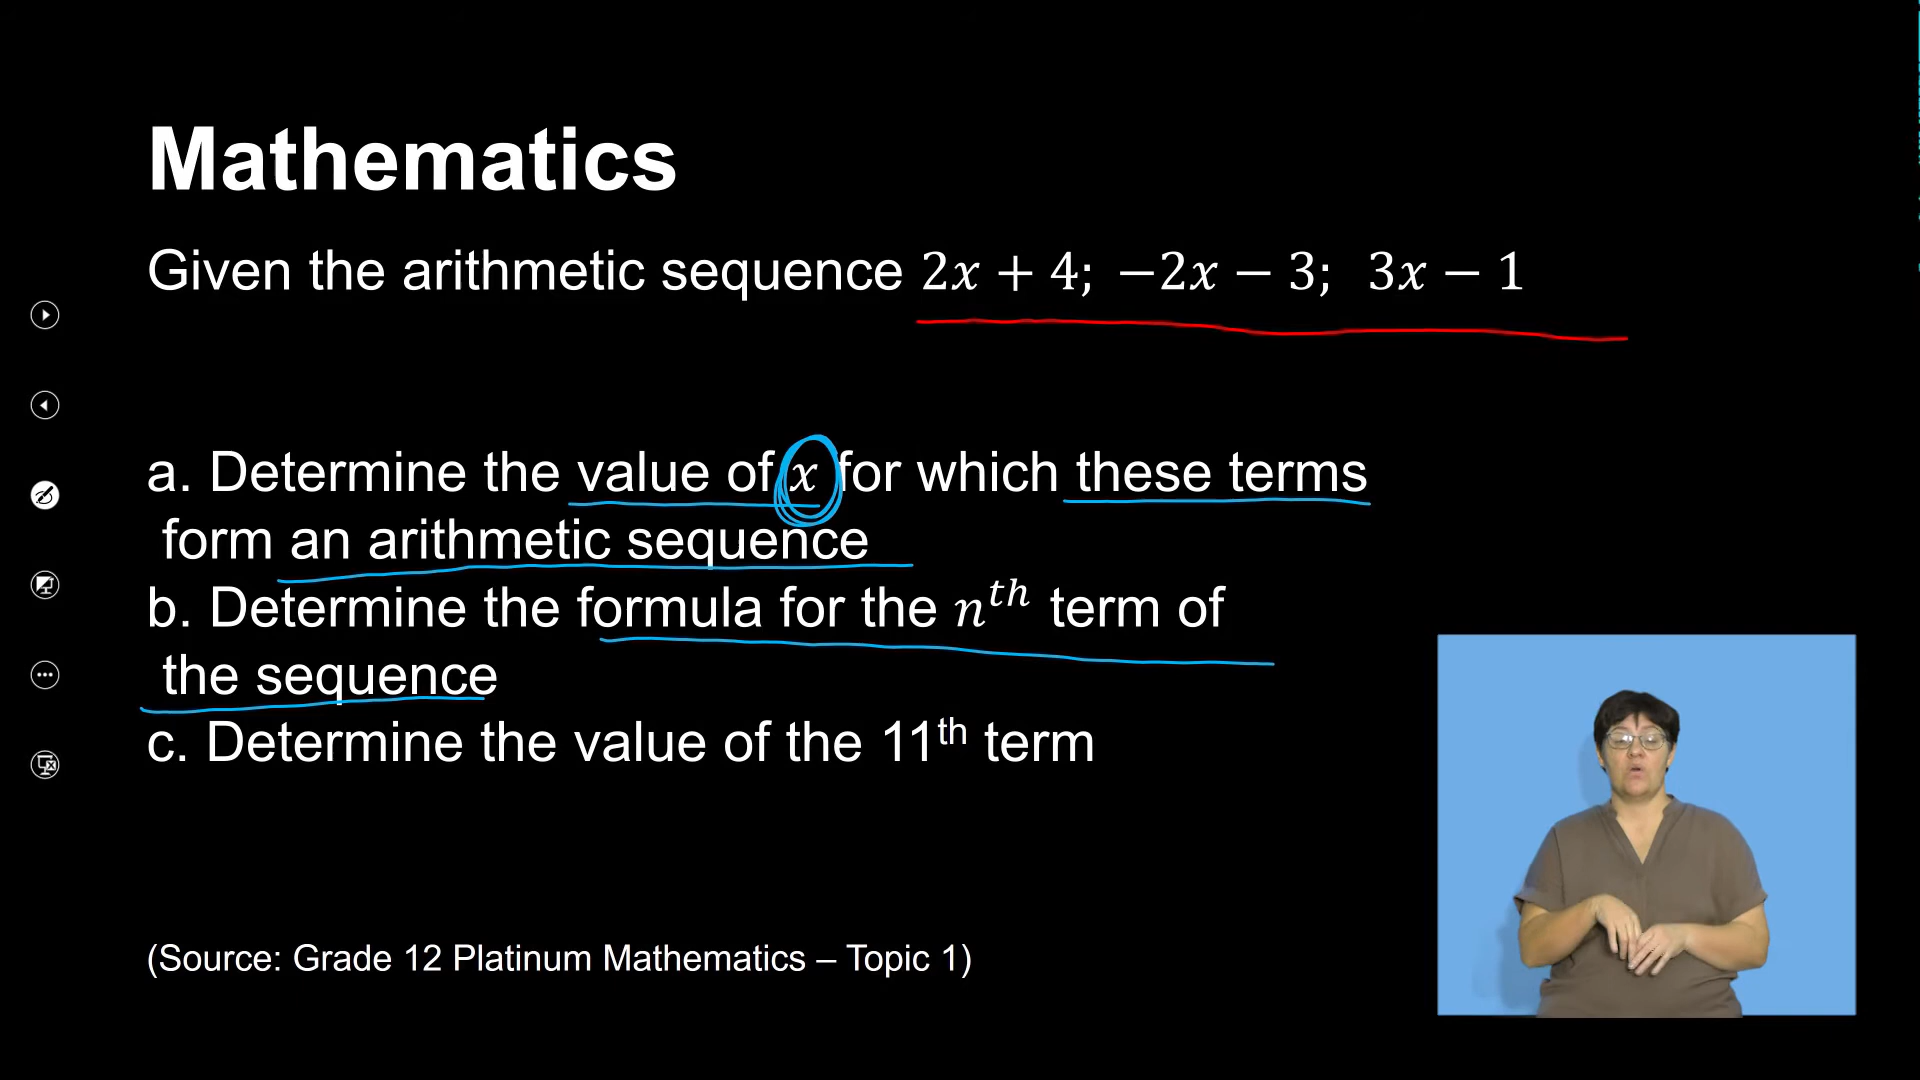 Mathematics
Given the arithmetic sequence 2x + 4; −2x − 3; 3x − 1
a. Determine the value of x for which these terms
form an arithmetic sequence
b. Determine the formula for the nᵗʰ term of
the sequence
c. Determine the value of the 11ᵗʰ term
(Source: Grade 12 Platinum Mathematics – Topic 1)